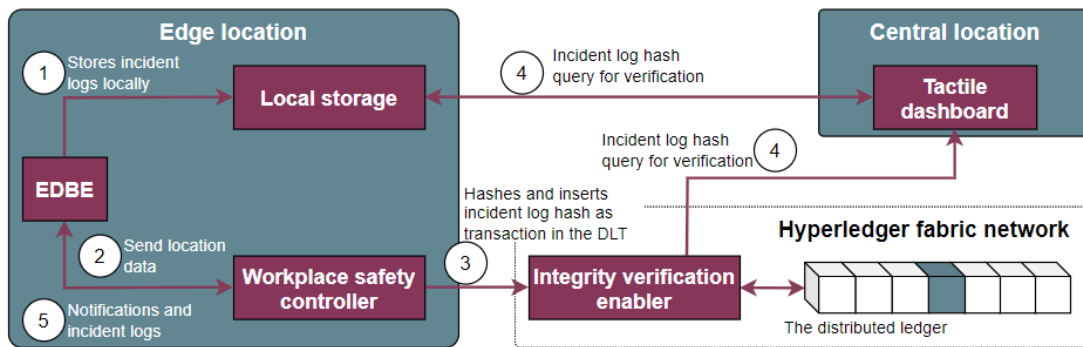 Edge location
1
Stores incident
logs locally
Local storage
EDBE
2
Send location
data
Workplace safety
controller
5
Notifications and
incident logs
4
Incident log hash
query for verification
Central location
Tactile
dashboard
Incident log hash
query for verification
4
Hashes and inserts
incident log hash as
transaction in the DLT
3
Integrity verification
enabler
Hyperledger fabric network
The distributed ledger